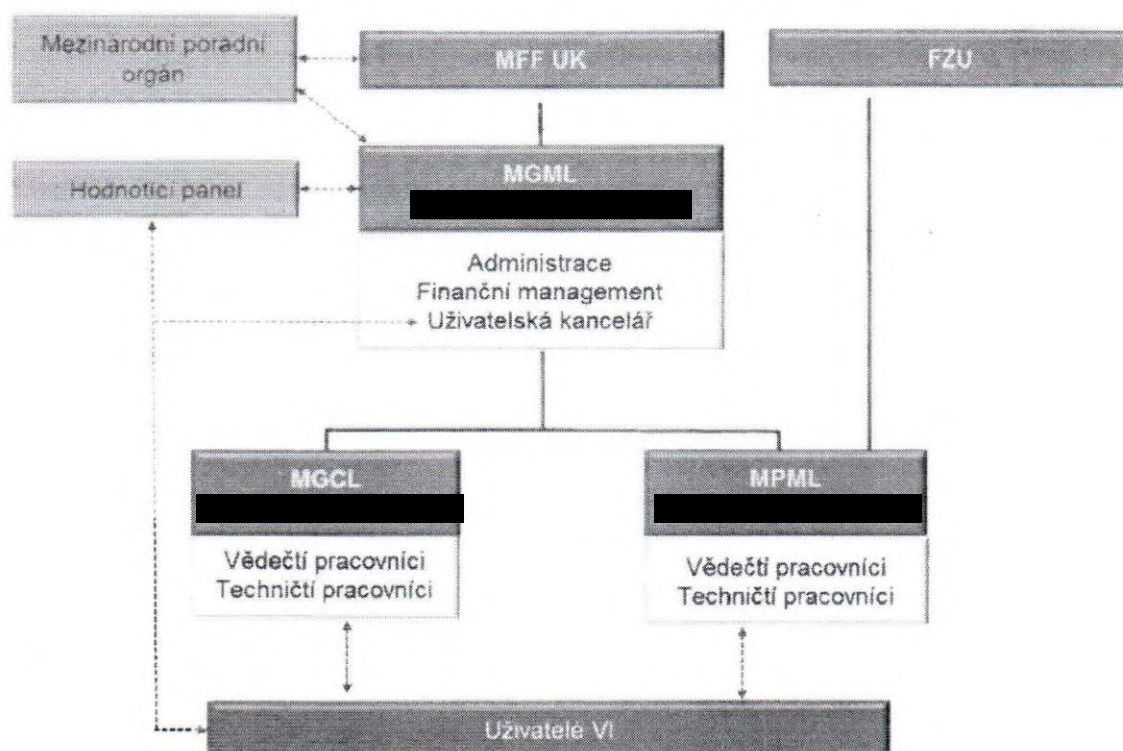 Mezinárodní poradní
orgán
MFF UK
FZU
MGML
Hodnotící panel
Administrace
Finanční management
Uživatelská kancelář
MGCL
MPML
Vědečtí pracovníci
Techničtí pracovníci
Vědečtí pracovníci
Techničtí pracovníci
Uživatelé VI